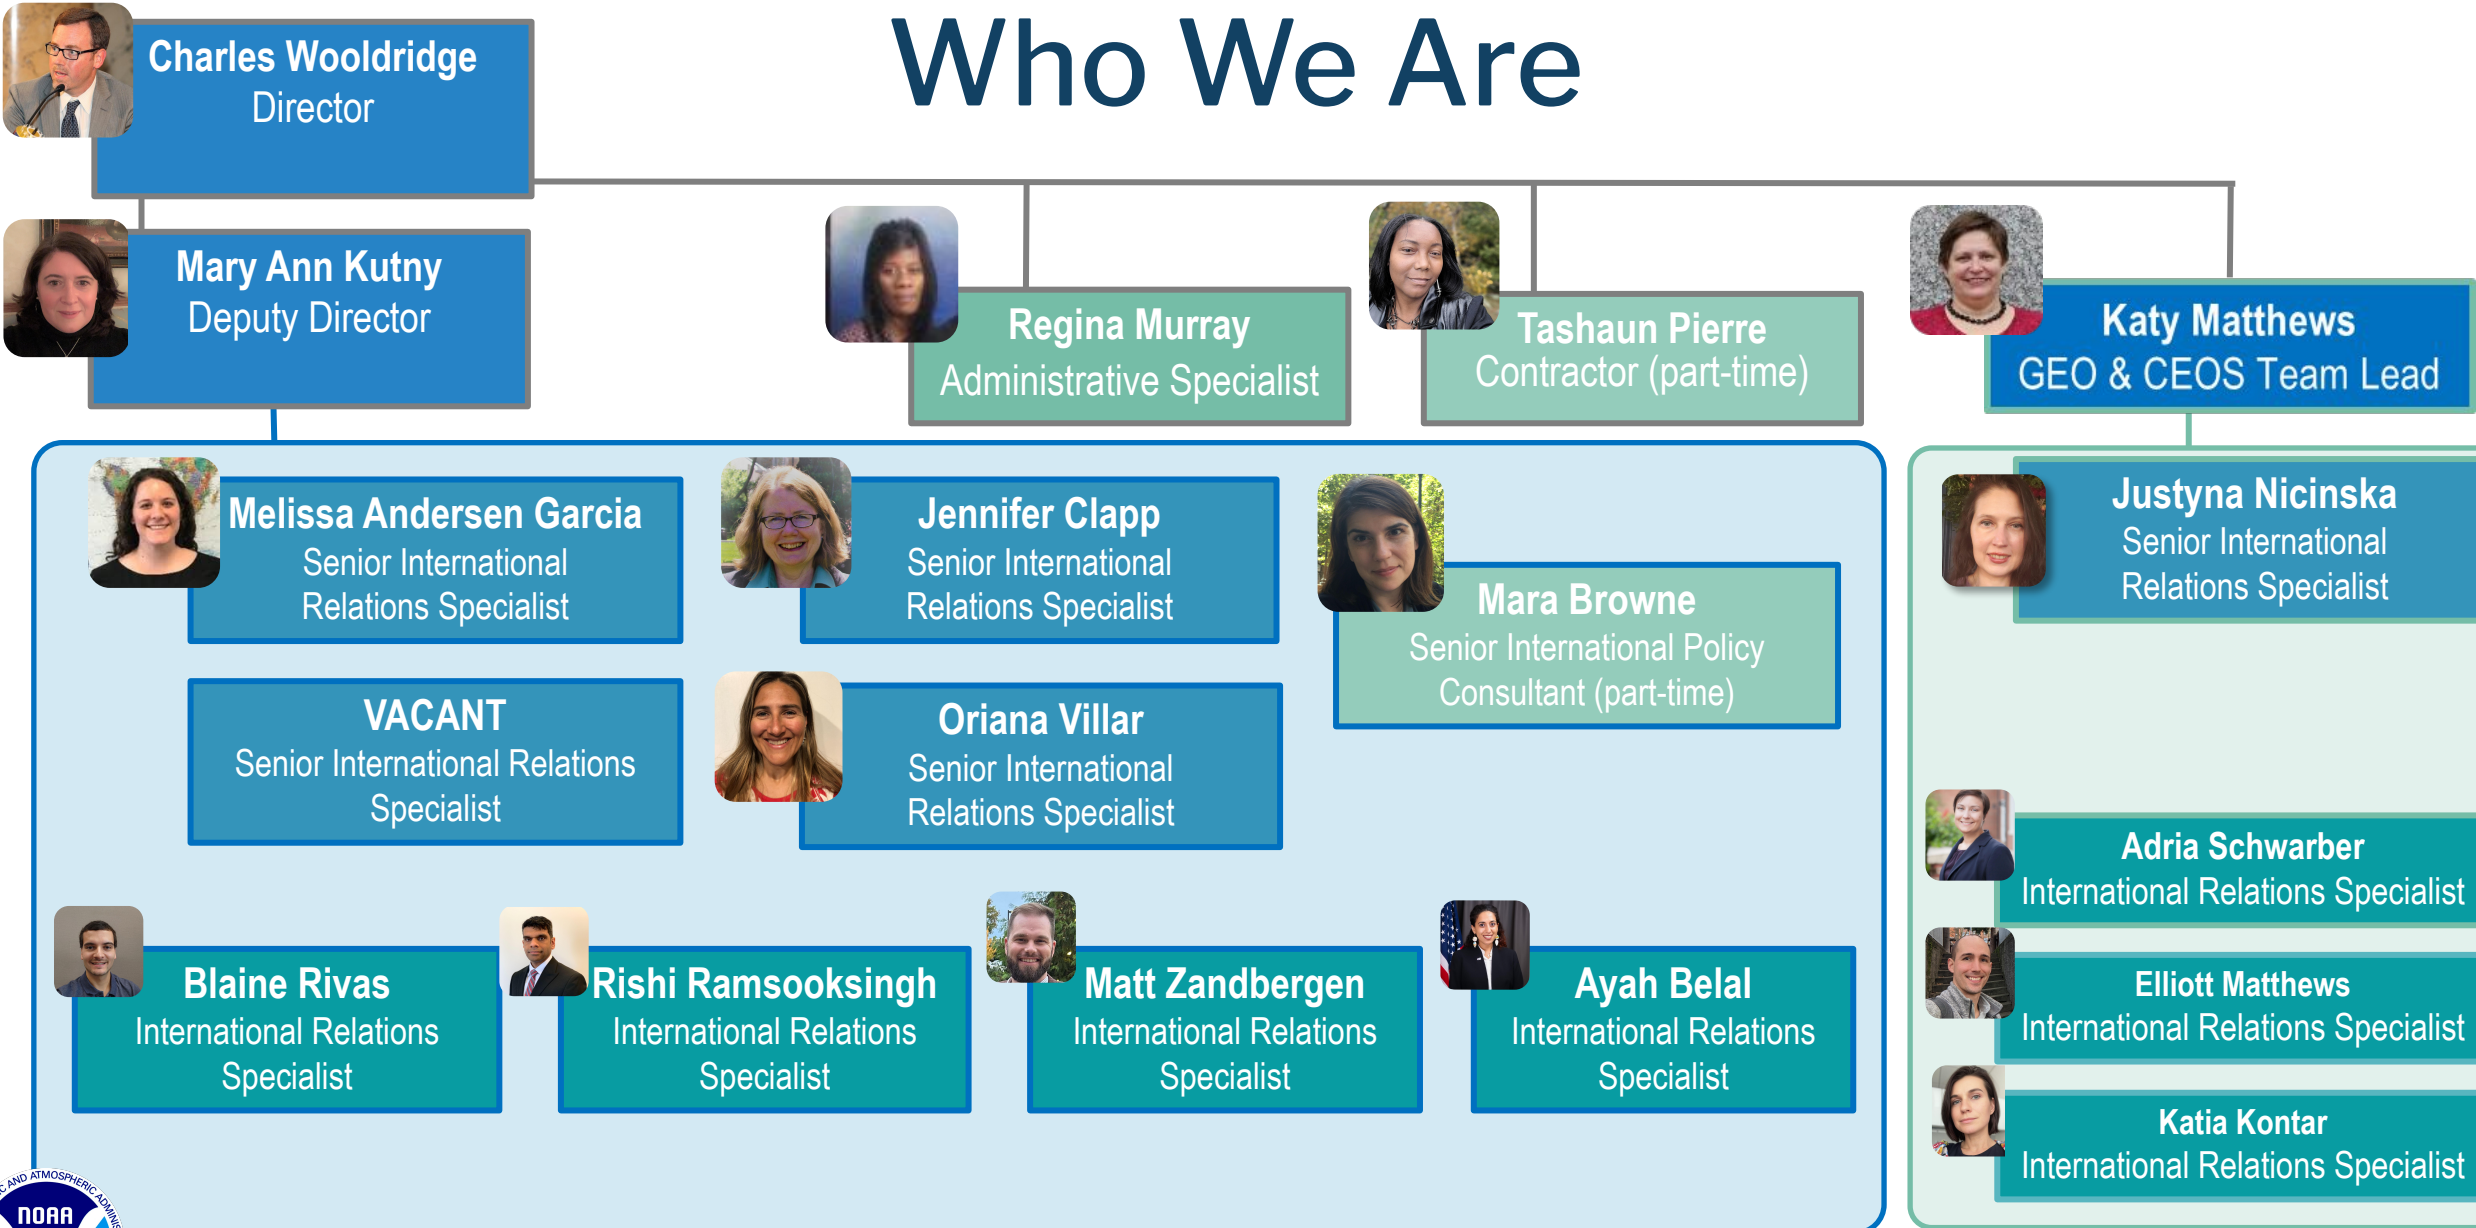 Who We Are
Charles Wooldridge
Director
Mary Ann Kutny
Deputy Director
Regina Murray
Administrative Specialist
Tashaun Pierre
Contractor (part-time)
Katy Matthews
GEO & CEOS Team Lead
Melissa Andersen Garcia
Senior International
Relations Specialist
Jennifer Clapp
Senior International
Relations Specialist
Mara Browne
Senior International Policy
Consultant (part-time)
VACANT
Senior International Relations
Specialist
Oriana Villar
Senior International
Relations Specialist
Blaine Rivas
International Relations
Specialist
Rishi Ramsooksingh
International Relations
Specialist
Matt Zandbergen
International Relations
Specialist
Ayah Belal
International Relations
Specialist
Justyna Nicinska
Senior International
Relations Specialist
Adria Schwarber
International Relations Specialist
Elliott Matthews
International Relations Specialist
Katia Kontar
International Relations Specialist
AND ATMOSPHERIC
NOAA